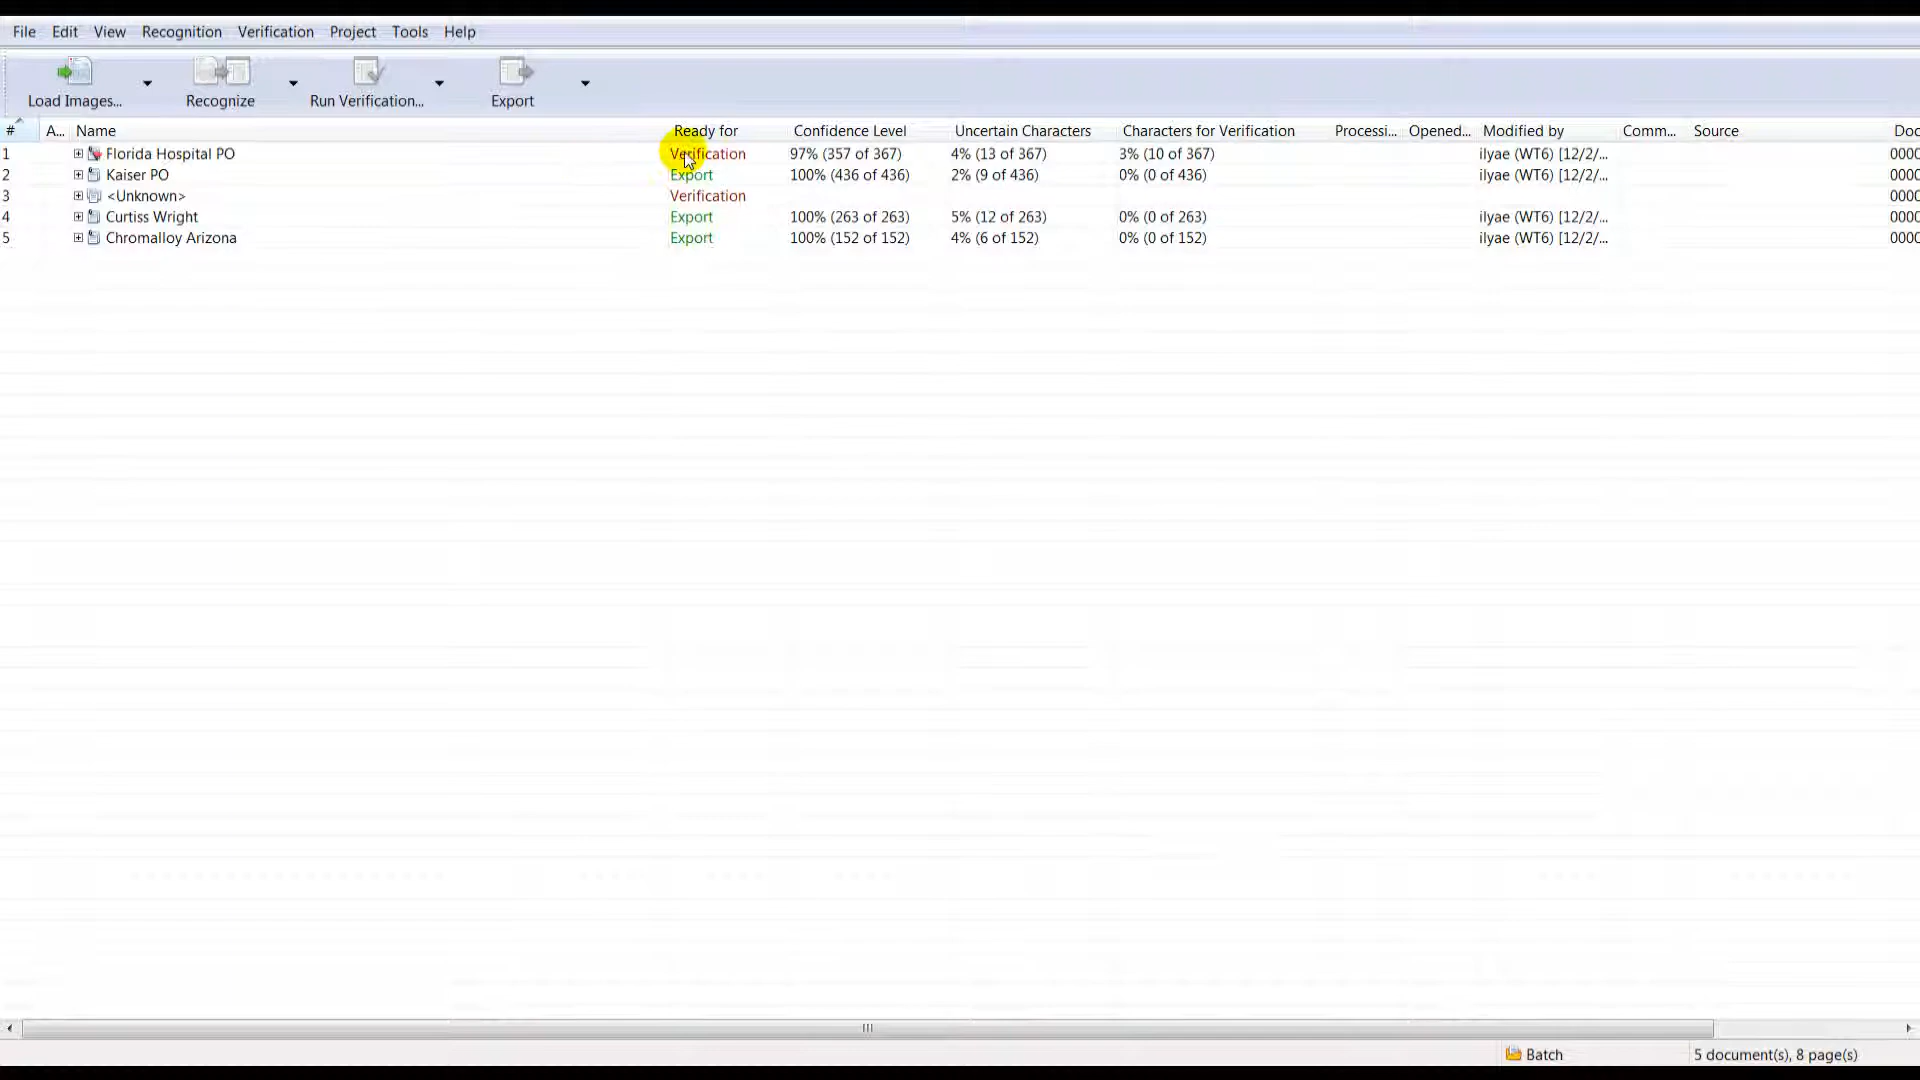 File Edit View Recognition Verification Project Tools Help
Load Images... Recognize Run Verification... Export
# A... Name Ready for Confidence Level Uncertain Characters Characters for Verification Processi... Opened... Modified by Comm... Source Doc
1 Florida Hospital PO Verification 97% (357 of 367) 4% (13 of 367) 3% (10 of 367) ilyae (WT6) [12/2/... 0000
2 Kaiser PO Export 100% (436 of 436) 2% (9 of 436) 0% (0 of 436) ilyae (WT6) [12/2/... 0000
3 <Unknown> Verification 0000
4 Curtiss Wright Export 100% (263 of 263) 5% (12 of 263) 0% (0 of 263) ilyae (WT6) [12/2/... 0000
5 Chromalloy Arizona Export 100% (152 of 152) 4% (6 of 152) 0% (0 of 152) ilyae (WT6) [12/2/... 0000
Batch 5 document(s), 8 page(s)